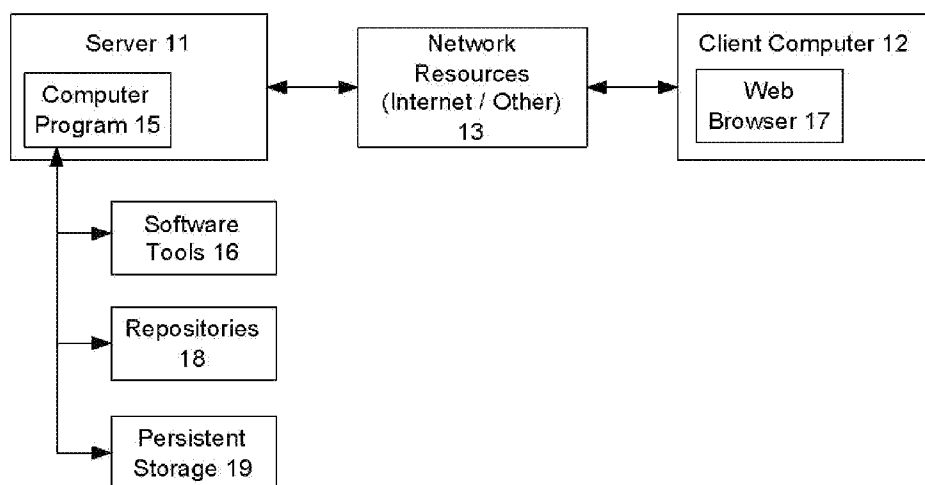 Server 11
Computer
Program 15
Network
Resources
(Internet / Other)
13
Client Computer 12
Web
Browser 17
Software
Tools 16
Repositories
18
Persistent
Storage 19